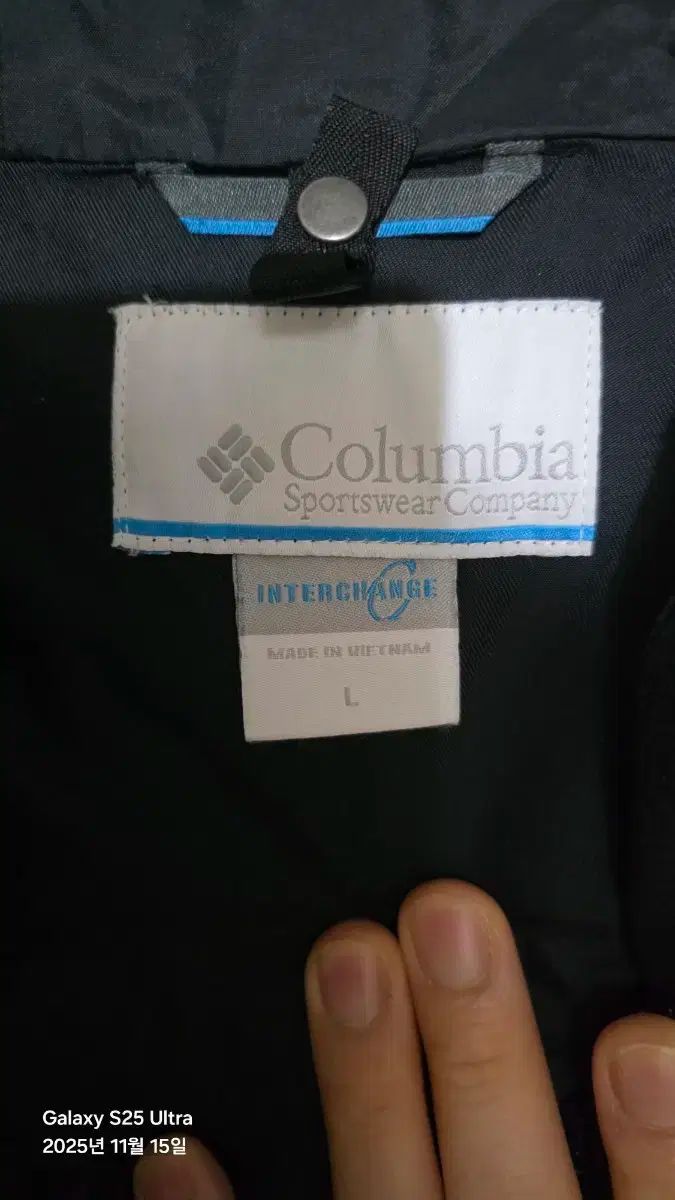 Columbia
Sportswear Company
INTERCHANGE
MADE IN VIETNAM
L
Galaxy S25 Ultra
2025년 11월 15일